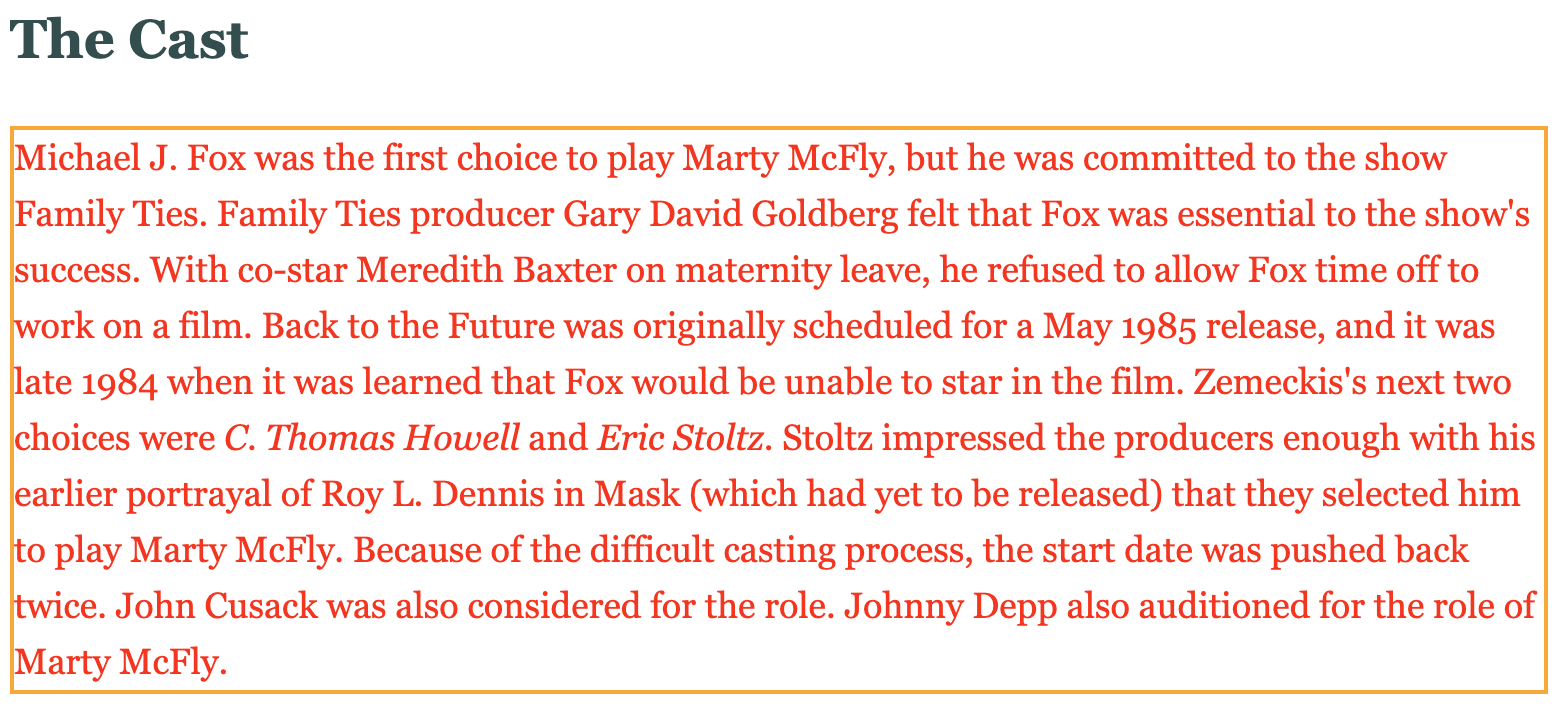 The Cast
Michael J. Fox was the first choice to play Marty McFly, but he was committed to the show
Family Ties. Family Ties producer Gary David Goldberg felt that Fox was essential to the show's
success. With co-star Meredith Baxter on maternity leave, he refused to allow Fox time off to
work on a film. Back to the Future was originally scheduled for a May 1985 release, and it was
late 1984 when it was learned that Fox would be unable to star in the film. Zemeckis's next two
choices were C. Thomas Howell and Eric Stoltz. Stoltz impressed the producers enough with his
earlier portrayal of Roy L. Dennis in Mask (which had yet to be released) that they selected him
to play Marty McFly. Because of the difficult casting process, the start date was pushed back
twice. John Cusack was also considered for the role. Johnny Depp also auditioned for the role of
Marty McFly.